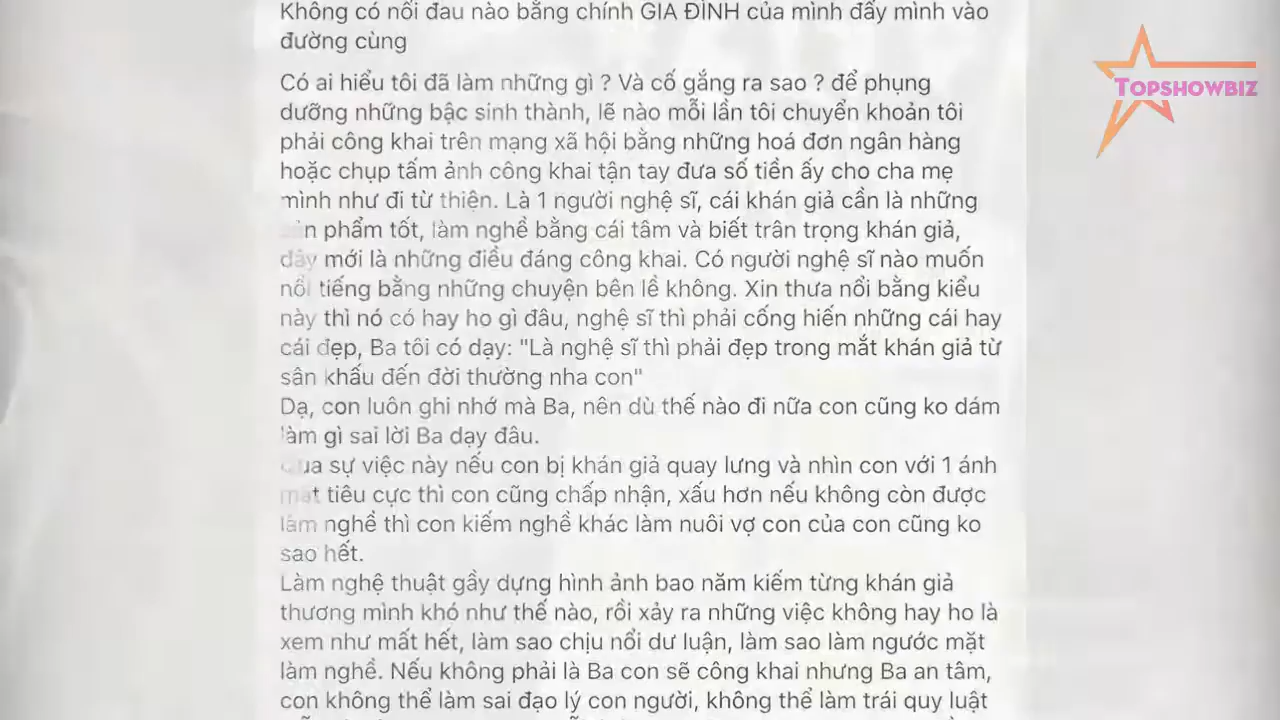 Không có nỗi đau nào bằng chính GIA ĐÌNH của mình đẩy mình vào
đường cùng
TOPSHOWBIZ
Có ai hiểu tôi đã làm những gì ? Và cố gắng ra sao ? để phụng
dưỡng những bậc sinh thành, lẽ nào mỗi lần tôi chuyển khoản tôi
phải công khai trên mạng xã hội bằng những hoá đơn ngân hàng
hoặc chụp tấm ảnh công khai tận tay đưa số tiền ấy cho cha mẹ
mình như đi từ thiện. Là 1 người nghệ sĩ, cái khán giả cần là những
sản phẩm tốt, làm nghề bằng cái tâm và biết trân trọng khán giả,
đấy mới là những điều đáng công khai. Có người nghệ sĩ nào muốn
nổi tiếng bằng những chuyện bên lề không. Xin thưa nổi bằng kiểu
này thì nó có hay ho gì đâu, nghệ sĩ thì phải cống hiến những cái hay
cái đẹp, Ba tôi có dạy: "Là nghệ sĩ thì phải đẹp trong mắt khán giả từ
sân khấu đến đời thường nha con"
Dạ, con luôn ghi nhớ mà Ba, nên dù thế nào đi nữa con cũng ko dám
làm gì sai lời Ba dạy đâu.
Qua sự việc này nếu con bị khán giả quay lưng và nhìn con với 1 ánh
mắt tiêu cực thì con cũng chấp nhận, xấu hơn nếu không còn được
làm nghề thì con kiếm nghề khác làm nuôi vợ con của con cũng ko
sao hết.
Làm nghệ thuật gầy dựng hình ảnh bao năm kiếm từng khán giả
thương mình khó như thế nào, rồi xảy ra những việc không hay ho là
xem như mất hết, làm sao chịu nổi dư luận, làm sao làm ngước mặt
làm nghề. Nếu không phải là Ba con sẽ công khai nhưng Ba an tâm,
con không thể làm sai đạo lý con người, không thể làm trái quy luật